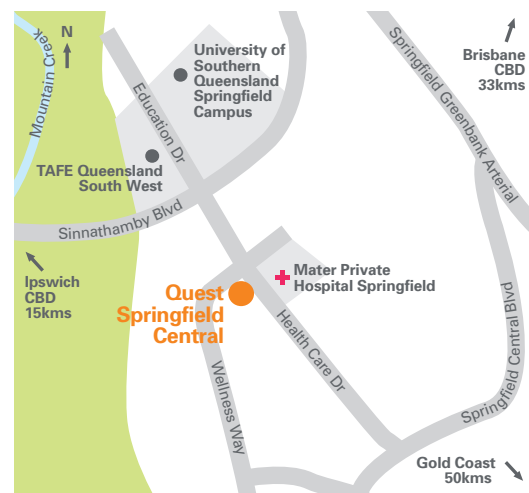 N
Mountain Creek
University of
Southern
Queensland
Springfield
Campus
Brisbane
CBD
33kms
Springfield Greenbank Arterial
Education Dr
TAFE Queensland
South West
Sinnathamby Blvd
Ipswich
CBD
15kms
Mater Private
Hospital Springfield
Quest
Springfield
Central
Health Care Dr
Wellness Way
Springfield Central Blvd
Gold Coast
50kms